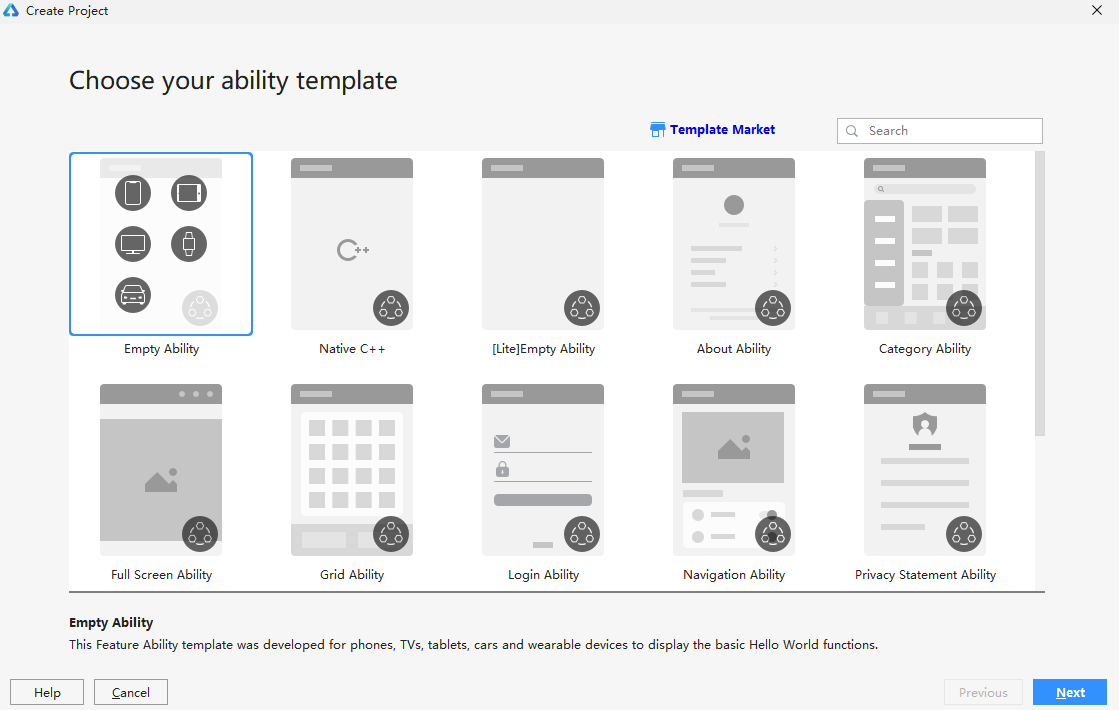 Create Project
Choose your ability template
Template Market
Search
C++
Empty Ability
Native C++
[Lite]Empty Ability
About Ability
Category Ability
Full Screen Ability
Grid Ability
Login Ability
Navigation Ability
Privacy Statement Ability
Empty Ability
This Feature Ability template was developed for phones, TVs, tablets, cars and wearable devices to display the basic Hello World functions.
Help
Cancel
Previous
Next